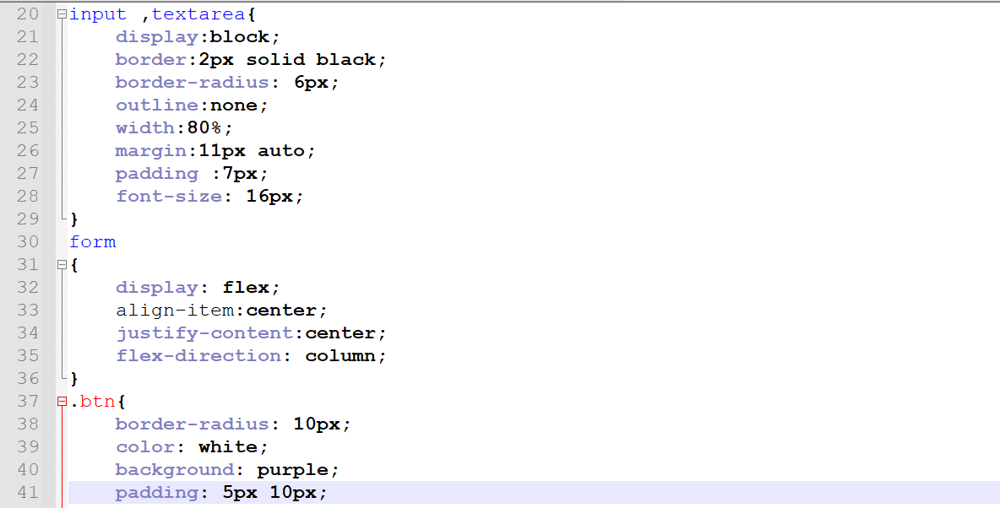 20 input ,textarea{
21 display:block;
22 border:2px solid black;
23 border-radius: 6px;
24 outline:none;
25 width:80%;
26 margin:11px auto;
27 padding :7px;
28 font-size: 16px;
29 }
30 form
31 {
32 display: flex;
33 align-item:center;
34 justify-content:center;
35 flex-direction: column;
36 }
37 .btn{
38 border-radius: 10px;
39 color: white;
40 background: purple;
41 padding: 5px 10px;